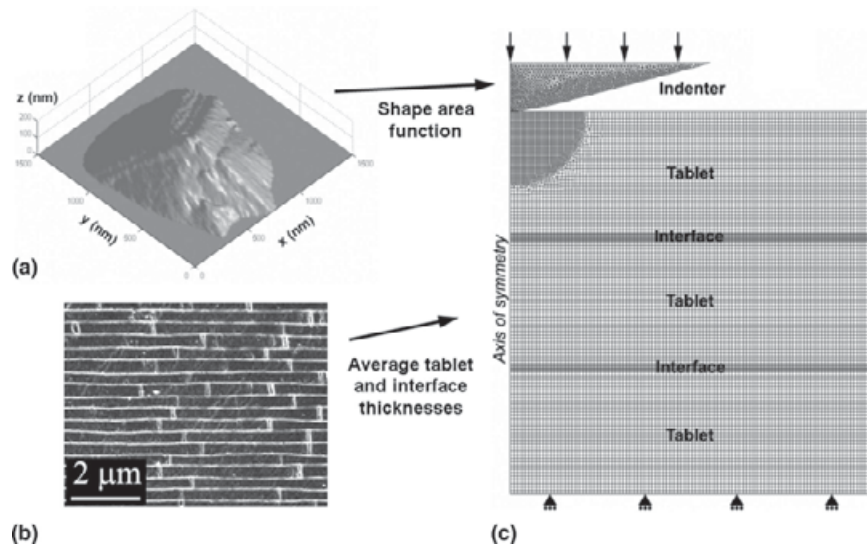 z (nm)
200
100
0
1500
1000
500
0
y (nm)
0
500
1000
1500
x (nm)
(a)
Shape area
function
Indenter
Tablet
Interface
Tablet
Interface
Tablet
Axis of symmetry
2 μm
Average tablet
and interface
thicknesses
(b)
(c)